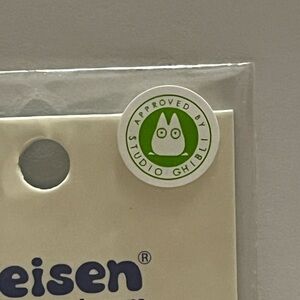 APPROVED BY
STUDIO GHIBLI
eisen®